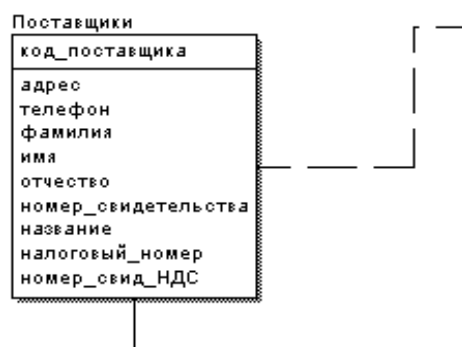 Поставщики
код_поставщика
адрес
телефон
фамилия
имя
отчество
номер_свидетельства
название
налоговый_номер
номер_свид_НДС